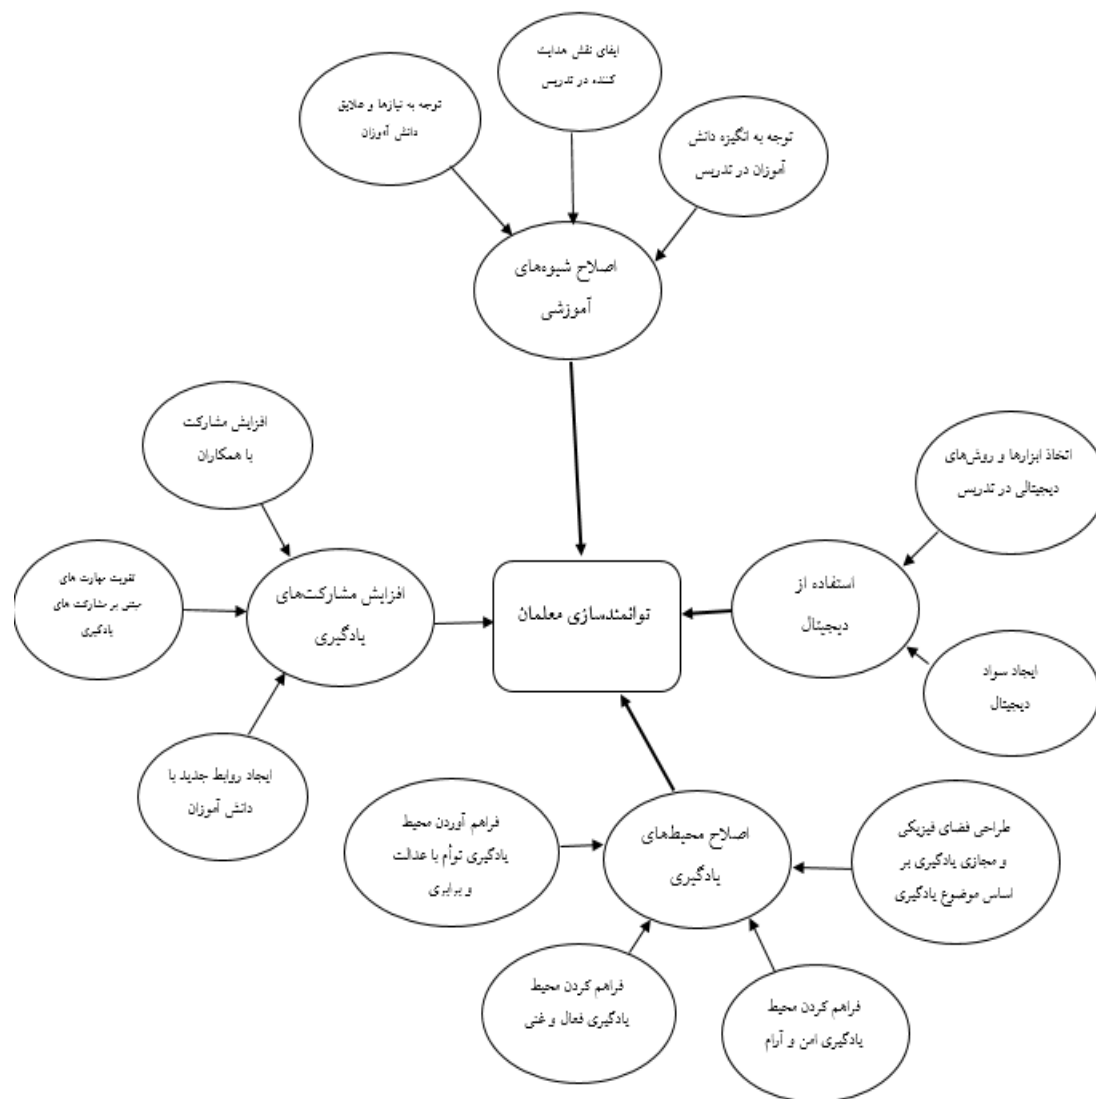 ایفای نقش هدایت
کننده در تدریس
توجه به نیازها و علایق
دانش آموزان
توجه به انگیزه دانش
آموزان در تدریس
اصلاح شیوه‌های
آموزشی
افزایش مشارکت
با همکاران
تقویت مهارت های
مبتنی بر مشارکت های
یادگیری
ایجاد روابط جدید با
دانش آموزان
افزایش مشارکت‌های
یادگیری
توانمندسازی معلمان
استفاده از
دیجیتال
اتخاذ ابزارها و روش‌های
دیجیتالی در تدریس
ایجاد سواد
دیجیتال
اصلاح محیط‌های
یادگیری
فراهم آوردن محیط
یادگیری توأم با عدالت
و برابری
طراحی فضای فیزیکی
و مجازی یادگیری بر
اساس موضوع یادگیری
فراهم کردن محیط
یادگیری فعال و غنی
فراهم کردن محیط
یادگیری امن و آرام